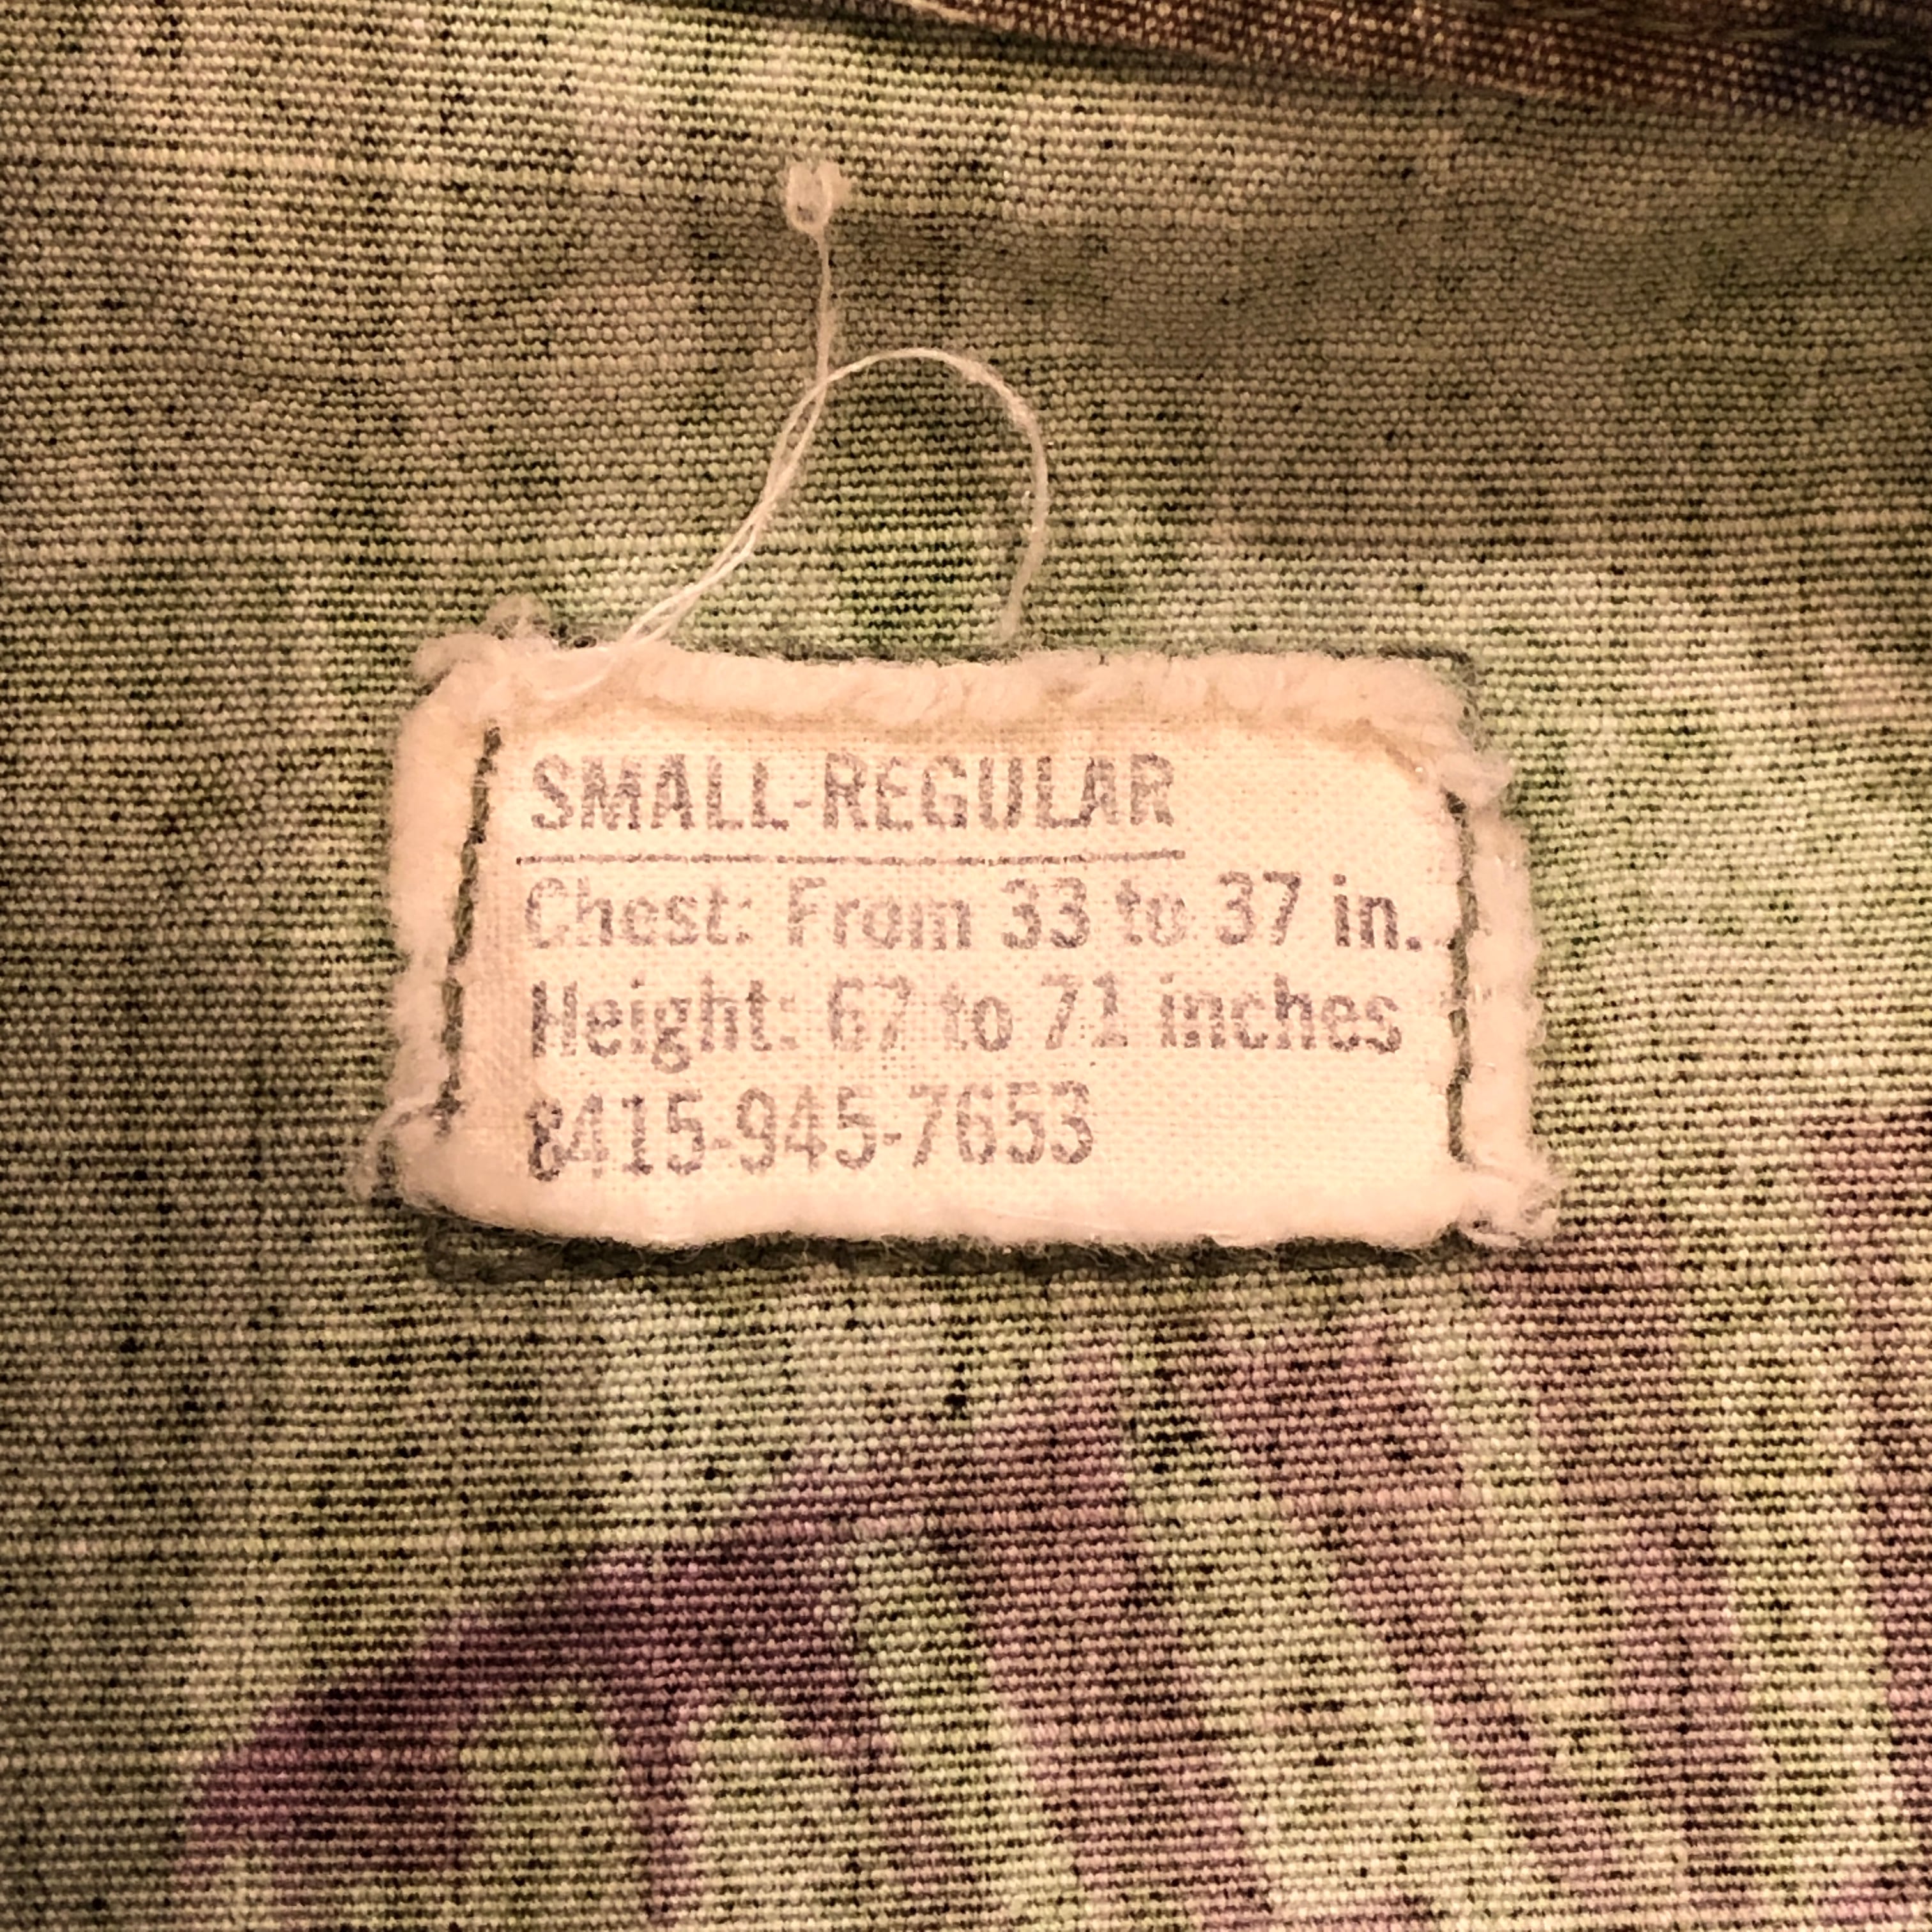 SMALL-REGULAR
Chest: From 33 to 37 in.
Height: 67 to 71 inches
8415-945-7653